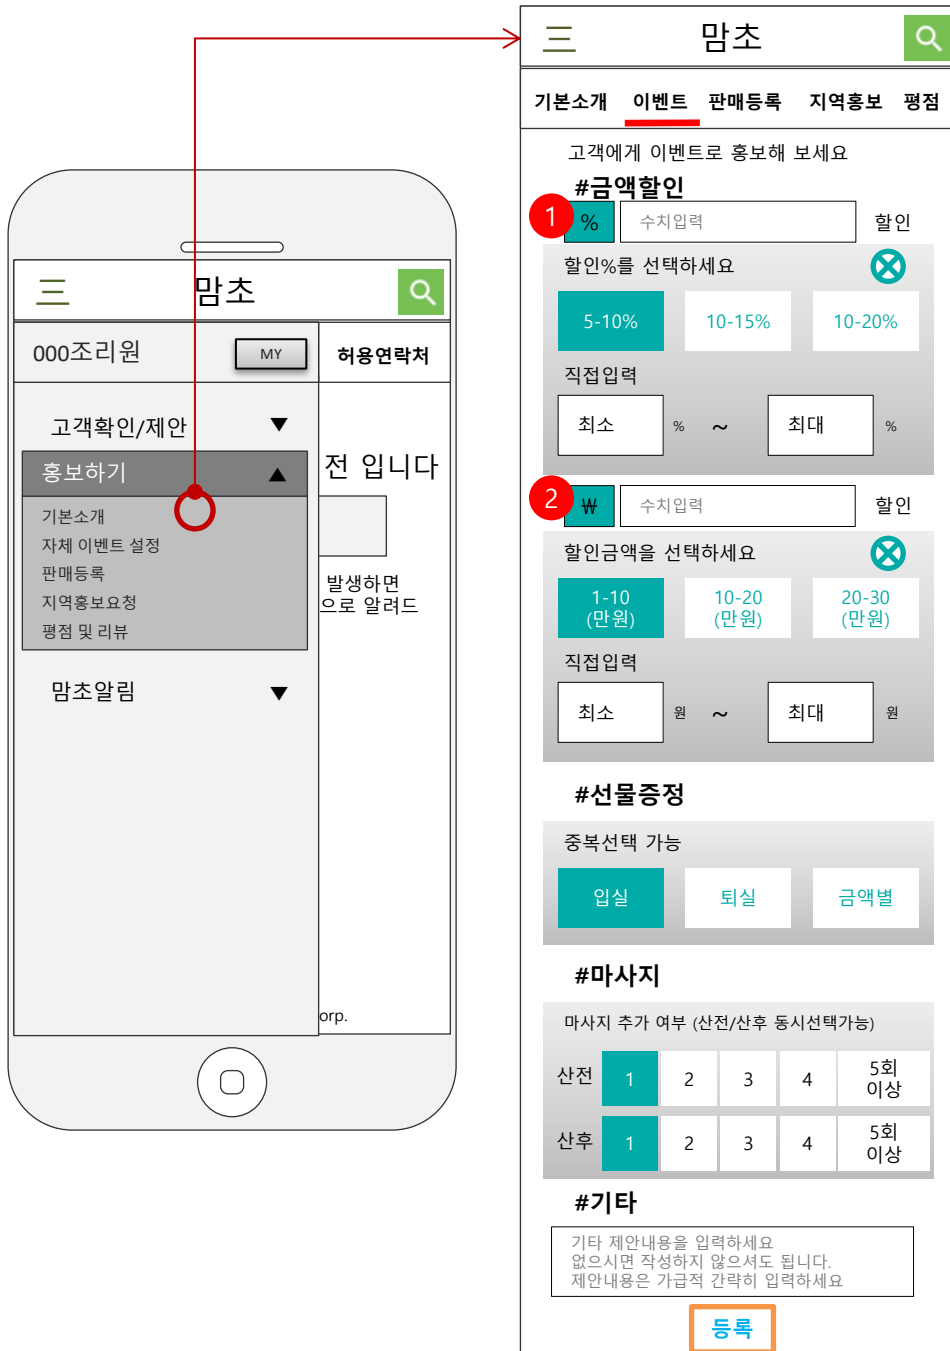 맘초
000조리원
MY
허용연락처
고객확인/제안 ▼
홍보하기 ▲
전 입니다
기본소개
자체 이벤트 설정
판매등록
지역홍보요청
평점 및 리뷰
발생하면
으로 알려드
맘초알림 ▼
orp.
맘초
기본소개 이벤트 판매등록 지역홍보 평점
고객에게 이벤트로 홍보해 보세요
#금액할인
1 % 수치입력 할인
할인%를 선택하세요
5-10% 10-15% 10-20%
직접입력
최소 % ~ 최대 %
2 ₩ 수치입력 할인
할인금액을 선택하세요
1-10 10-20 20-30
(만원) (만원) (만원)
직접입력
최소 원 ~ 최대 원
#선물증정
중복선택 가능
입실 퇴실 금액별
#마사지
마사지 추가 여부 (산전/산후 동시선택가능)
산전 1 2 3 4 5회
이상
산후 1 2 3 4 5회
이상
#기타
기타 제안내용을 입력하세요
없으시면 작성하지 않으셔도 됩니다.
제안내용은 가급적 간략히 입력하세요
등록